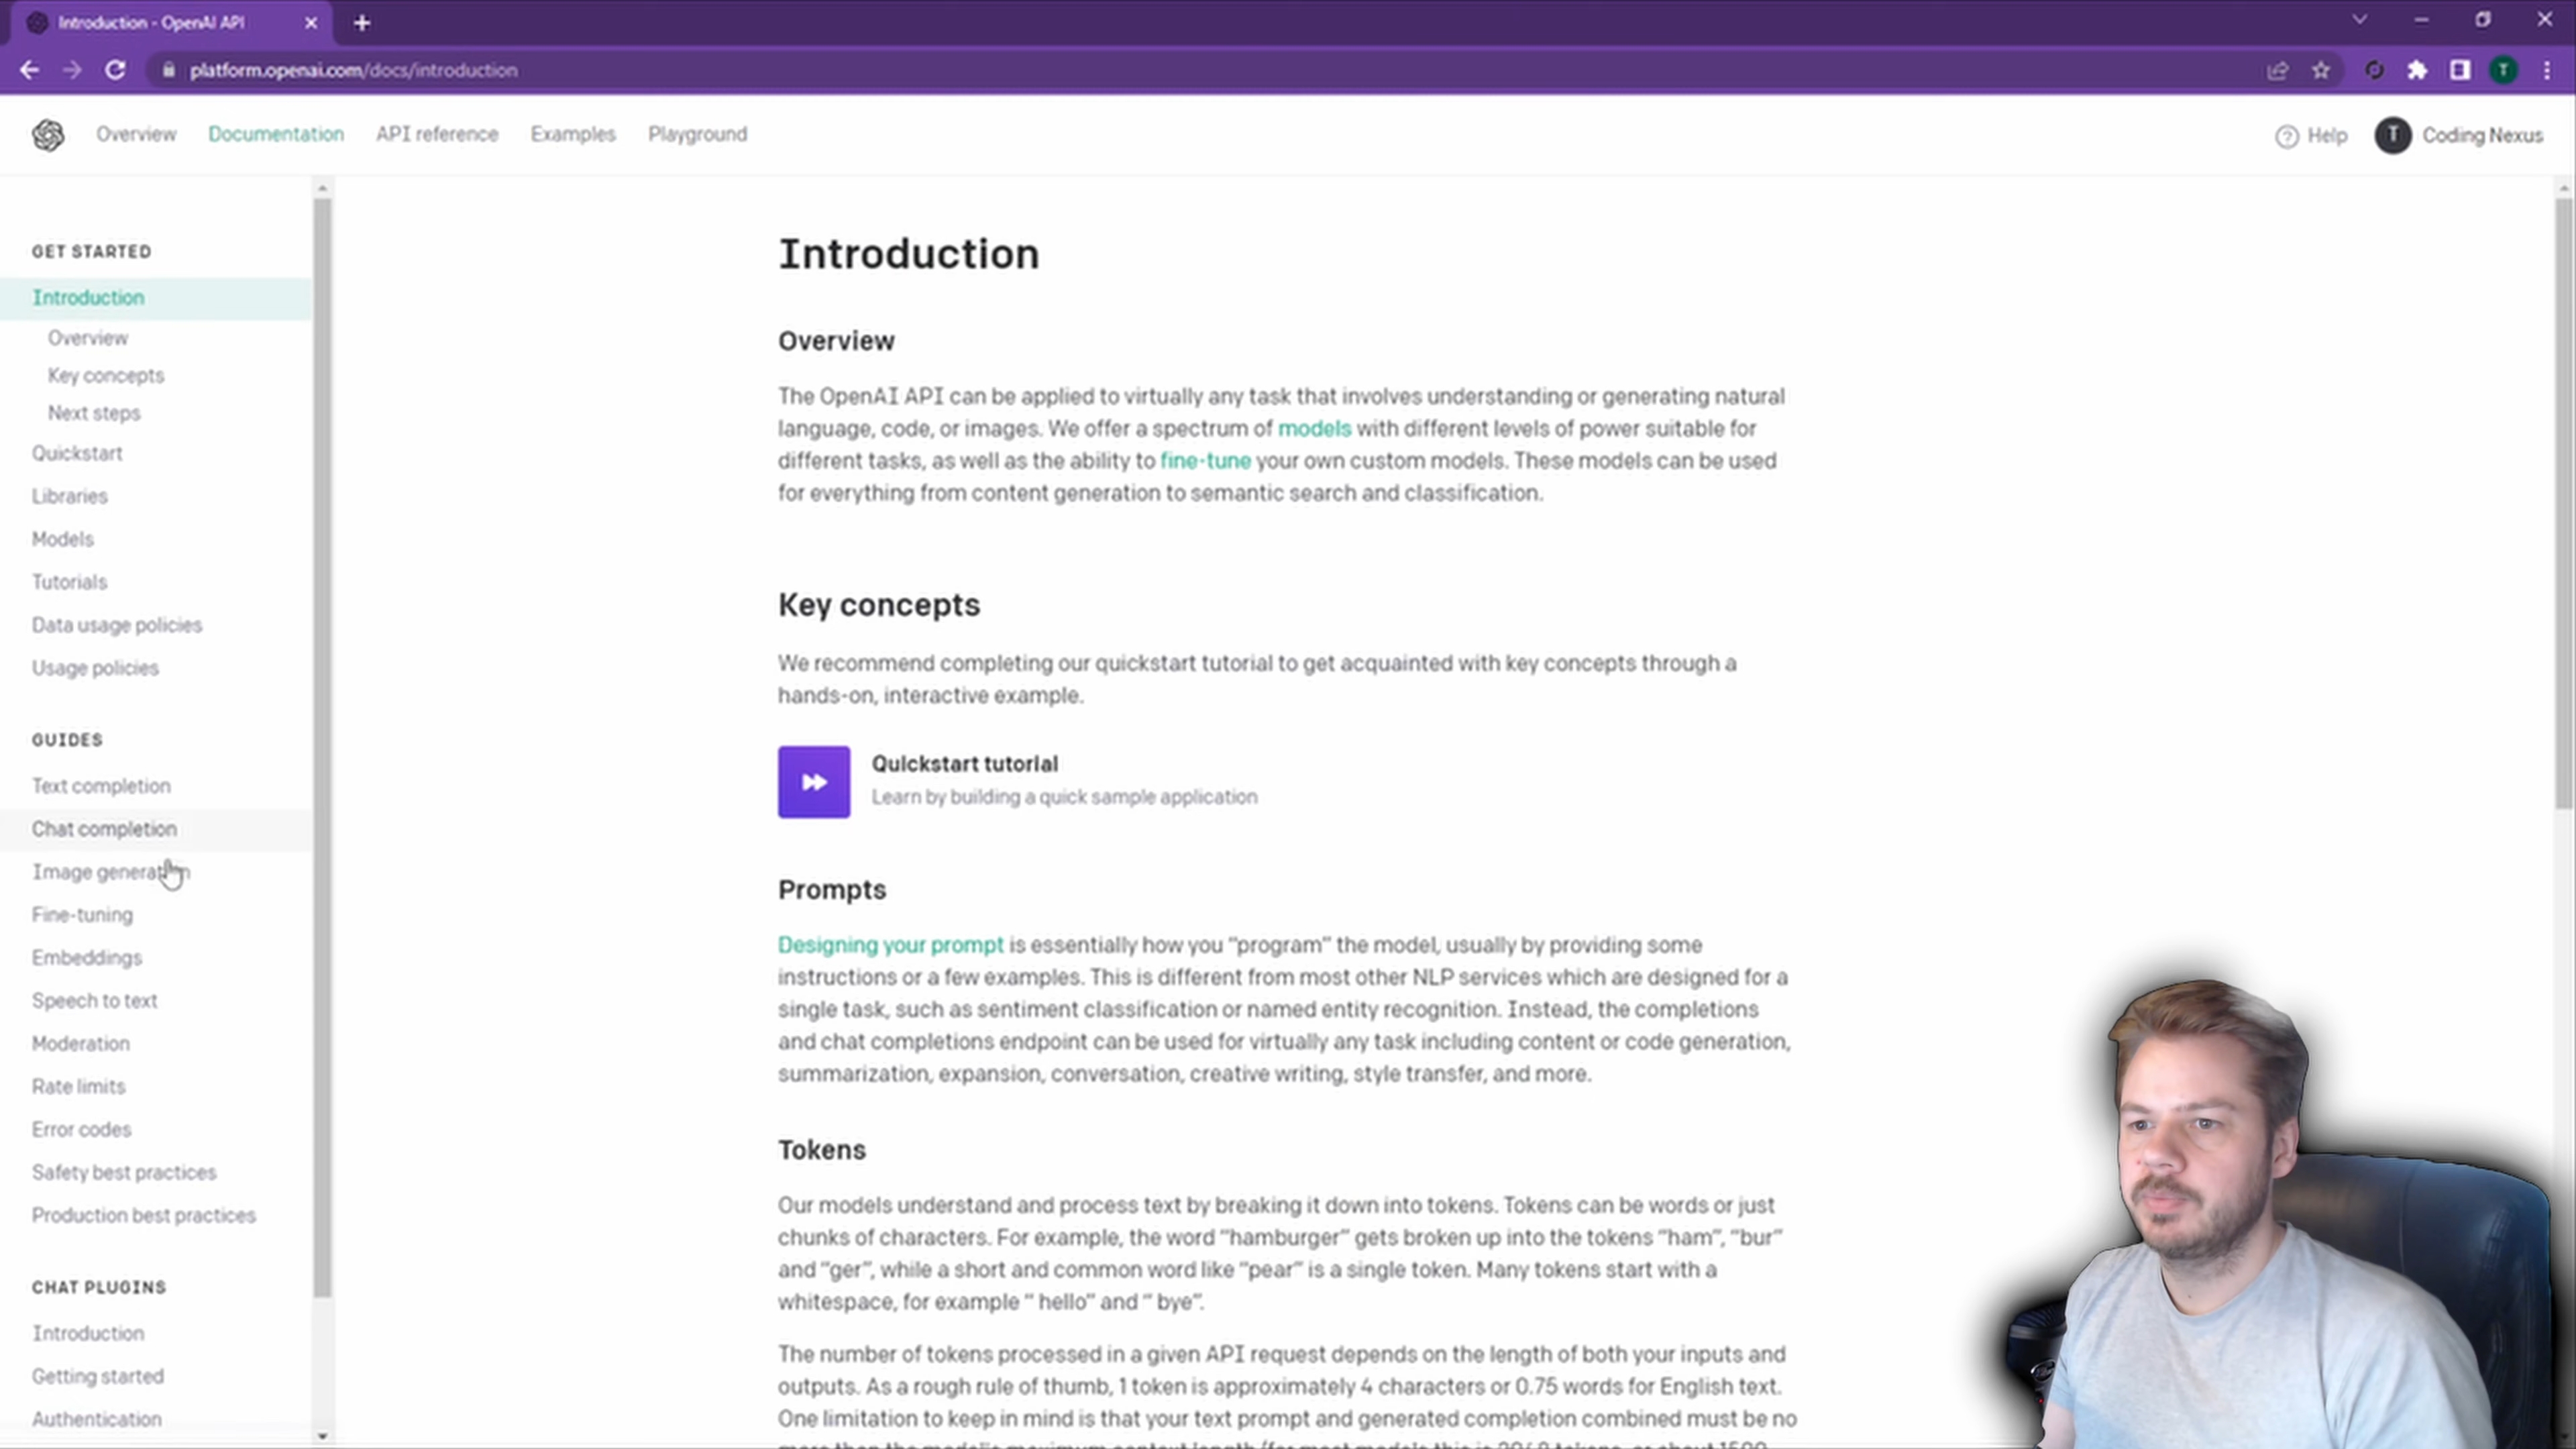 Introduction - OpenAI API
platform.openai.com/docs/introduction
T
Overview Documentation API reference Examples Playground
Help T Coding Nexus
GET STARTED
Introduction
Overview
Key concepts
Next steps
Quickstart
Libraries
Models
Tutorials
Data usage policies
Usage policies
GUIDES
Text completion
Chat completion
Image generation
Fine-tuning
Embeddings
Speech to text
Moderation
Rate limits
Error codes
Safety best practices
Production best practices
CHAT PLUGINS
Introduction
Getting started
Authentication
Introduction
Overview
The OpenAI API can be applied to virtually any task that involves understanding or generating natural
language, code, or images. We offer a spectrum of models with different levels of power suitable for
different tasks, as well as the ability to fine-tune your own custom models. These models can be used
for everything from content generation to semantic search and classification.
Key concepts
We recommend completing our quickstart tutorial to get acquainted with key concepts through a
hands-on, interactive example.
Quickstart tutorial
Learn by building a quick sample application
Prompts
Designing your prompt is essentially how you “program” the model, usually by providing some
instructions or a few examples. This is different from most other NLP services which are designed for a
single task, such as sentiment classification or named entity recognition. Instead, the completions
and chat completions endpoint can be used for virtually any task including content or code generation,
summarization, expansion, conversation, creative writing, style transfer, and more.
Tokens
Our models understand and process text by breaking it down into tokens. Tokens can be words or just
chunks of characters. For example, the word “hamburger” gets broken up into the tokens “ham”, “bur”
and “ger”, while a short and common word like “pear” is a single token. Many tokens start with a
whitespace, for example “ hello” and “ bye”.
The number of tokens processed in a given API request depends on the length of both your inputs and
outputs. As a rough rule of thumb, 1 token is approximately 4 characters or 0.75 words for English text.
One limitation to keep in mind is that your text prompt and generated completion combined must be no